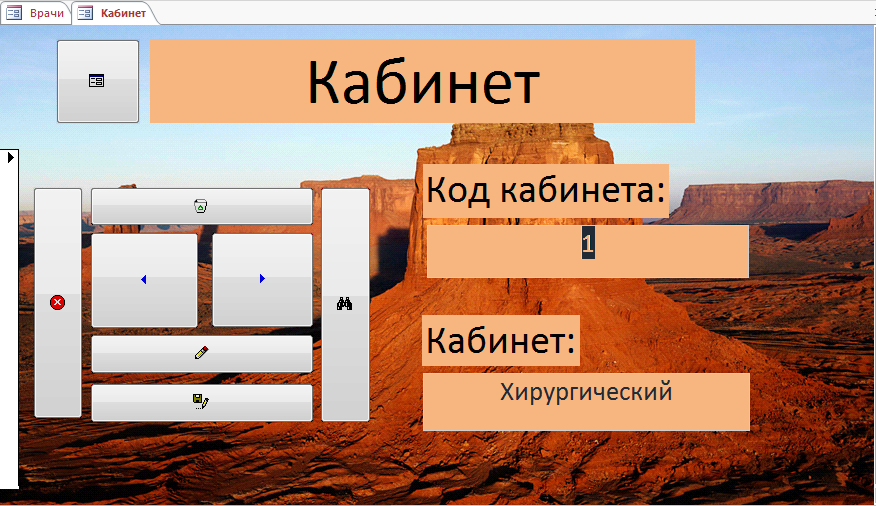 Врачи
Кабинет
Кабинет
Код кабинета:
1
Кабинет:
Хирургический